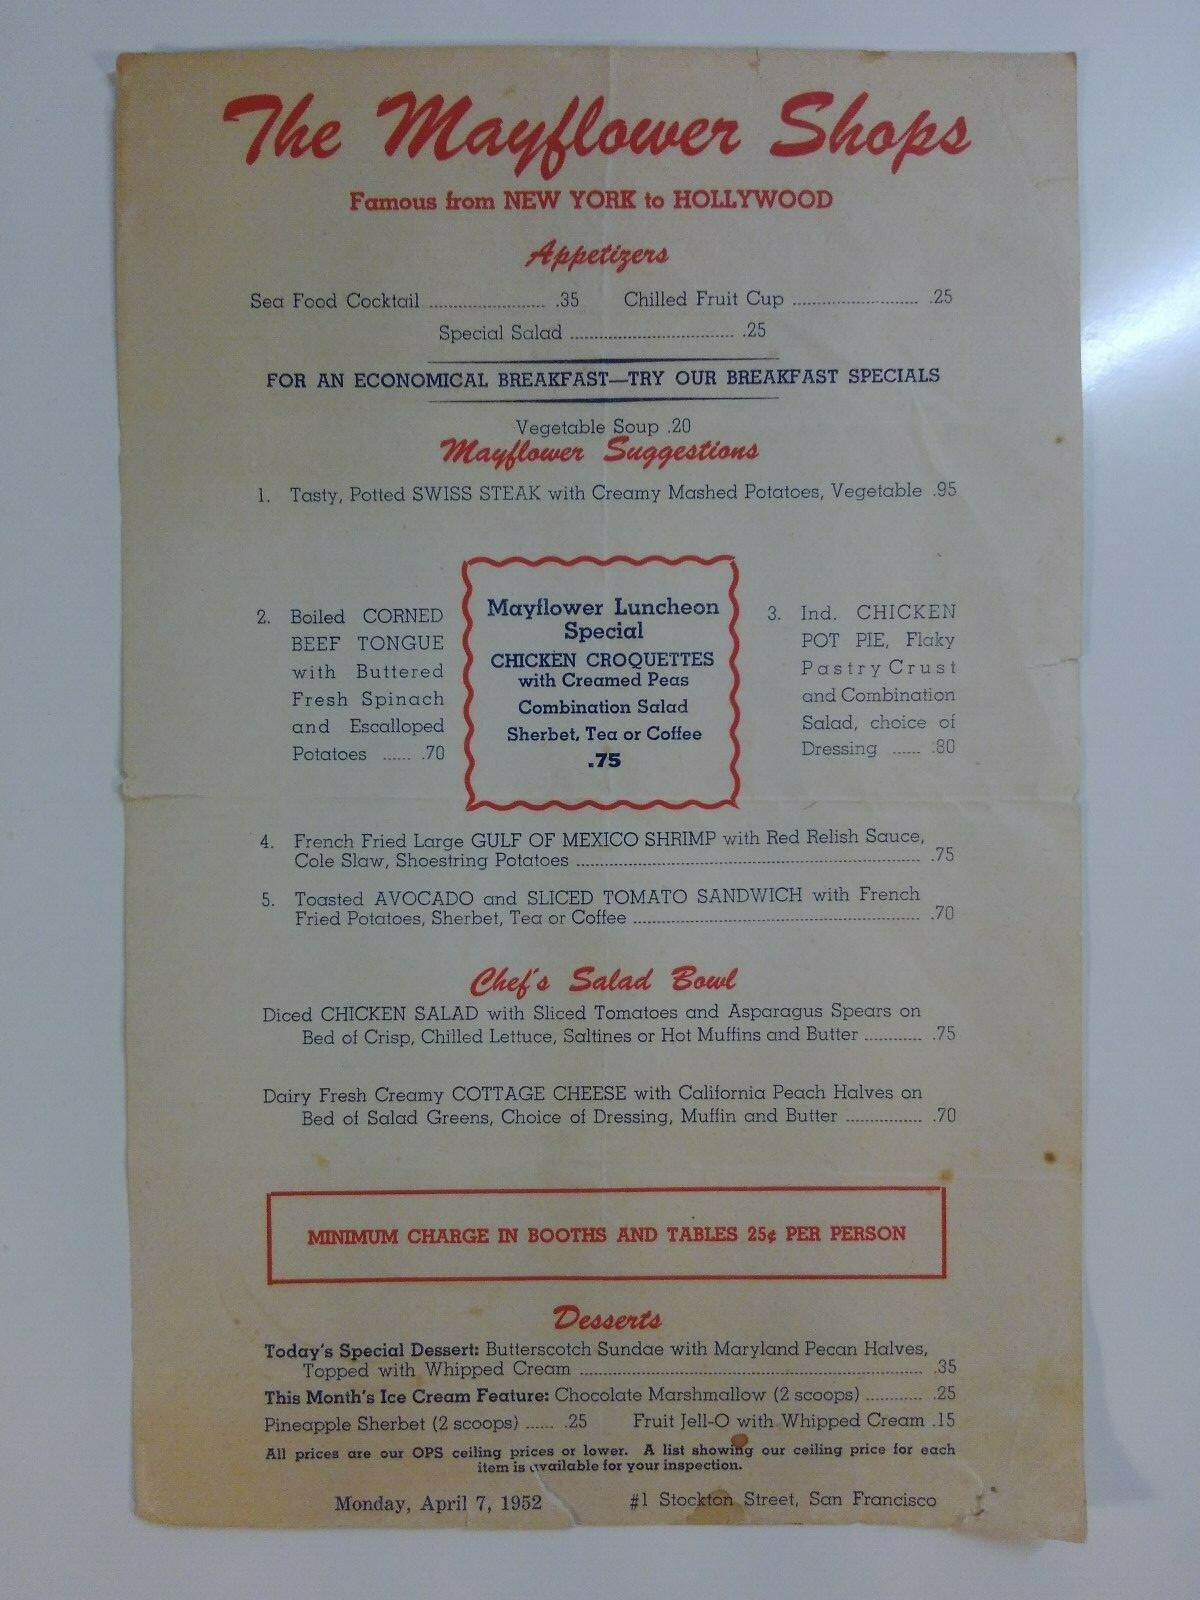 The Mayflower Shops
Famous from NEW YORK to HOLLYWOOD
Appetizers
Sea Food Cocktail .................... .35 Chilled Fruit Cup ...................... .25
Special Salad ............................. .25
FOR AN ECONOMICAL BREAKFAST—TRY OUR BREAKFAST SPECIALS
Vegetable Soup .20
Mayflower Suggestions
1. Tasty, Potted SWISS STEAK with Creamy Mashed Potatoes, Vegetable .95
2. Boiled CORNED
BEEF TONGUE
with Buttered
Fresh Spinach
and Escalloped
Potatoes ...... .70
Mayflower Luncheon
Special
CHICKEN CROQUETTES
with Creamed Peas
Combination Salad
Sherbet, Tea or Coffee
.75
3. Ind. CHICKEN
POT PIE, Flaky
Pastry Crust
and Combination
Salad, choice of
Dressing ...... .80
4. French Fried Large GULF OF MEXICO SHRIMP with Red Relish Sauce,
Cole Slaw, Shoestring Potatoes ............................................................ .75
5. Toasted AVOCADO and SLICED TOMATO SANDWICH with French
Fried Potatoes, Sherbet, Tea or Coffee .................................................. .70
Chef's Salad Bowl
Diced CHICKEN SALAD with Sliced Tomatoes and Asparagus Spears on
Bed of Crisp, Chilled Lettuce, Saltines or Hot Muffins and Butter ............ .75
Dairy Fresh Creamy COTTAGE CHEESE with California Peach Halves on
Bed of Salad Greens, Choice of Dressing, Muffin and Butter ................ .70
MINIMUM CHARGE IN BOOTHS AND TABLES 25¢ PER PERSON
Desserts
Today's Special Dessert: Butterscotch Sundae with Maryland Pecan Halves,
Topped with Whipped Cream ............................................................ .35
This Month's Ice Cream Feature: Chocolate Marshmallow (2 scoops) ............ .25
Pineapple Sherbet (2 scoops) ...... .25 Fruit Jell-O with Whipped Cream .15
All prices are our OPS ceiling prices or lower. A list showing our ceiling price for each
item is available for your inspection.
Monday, April 7, 1952 #1 Stockton Street, San Francisco